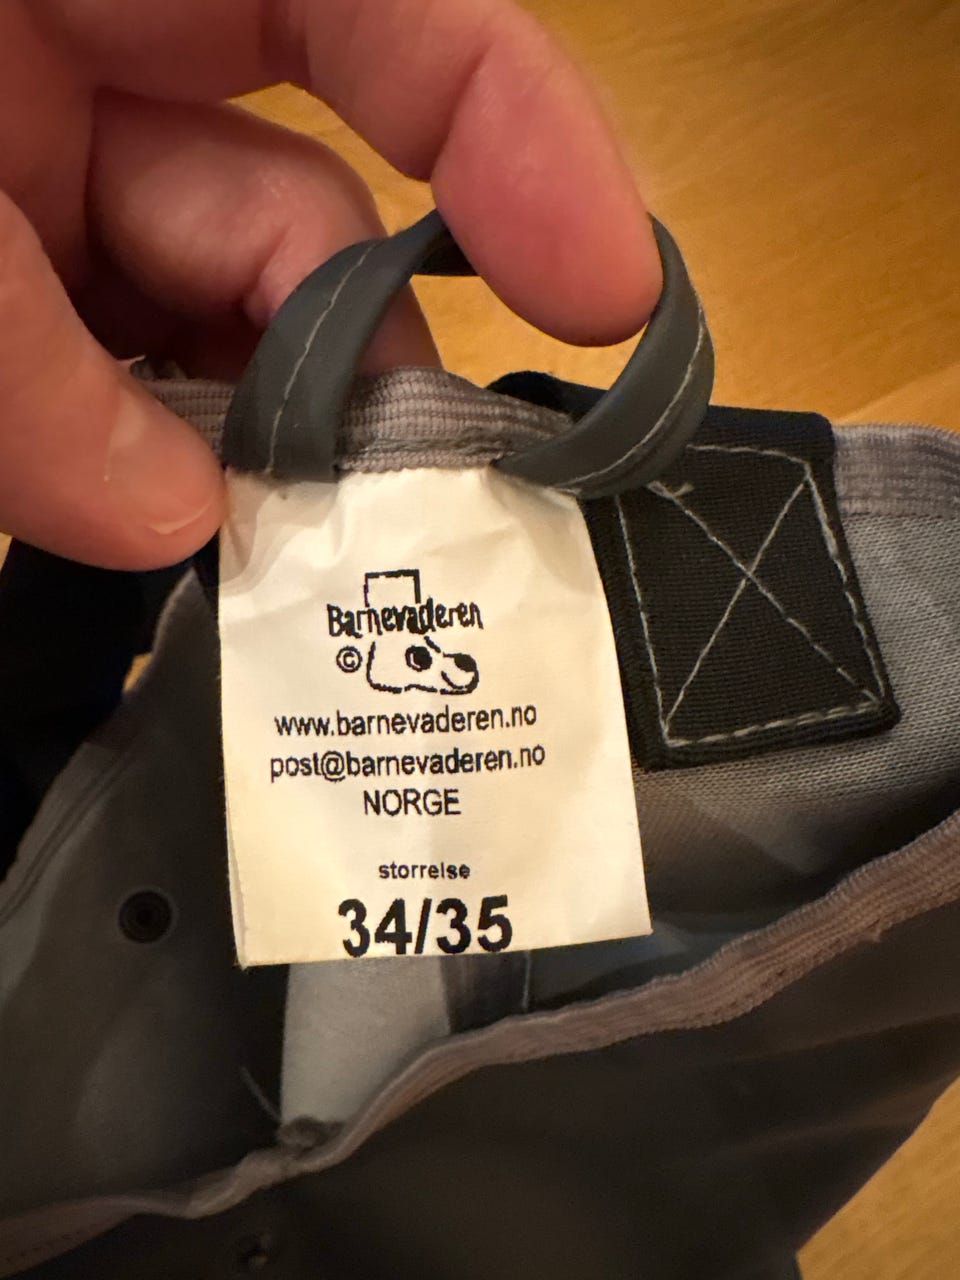 Barnevaderen
©
www.barnevaderen.no
post@barnevaderen.no
NORGE
storrelse
34/35